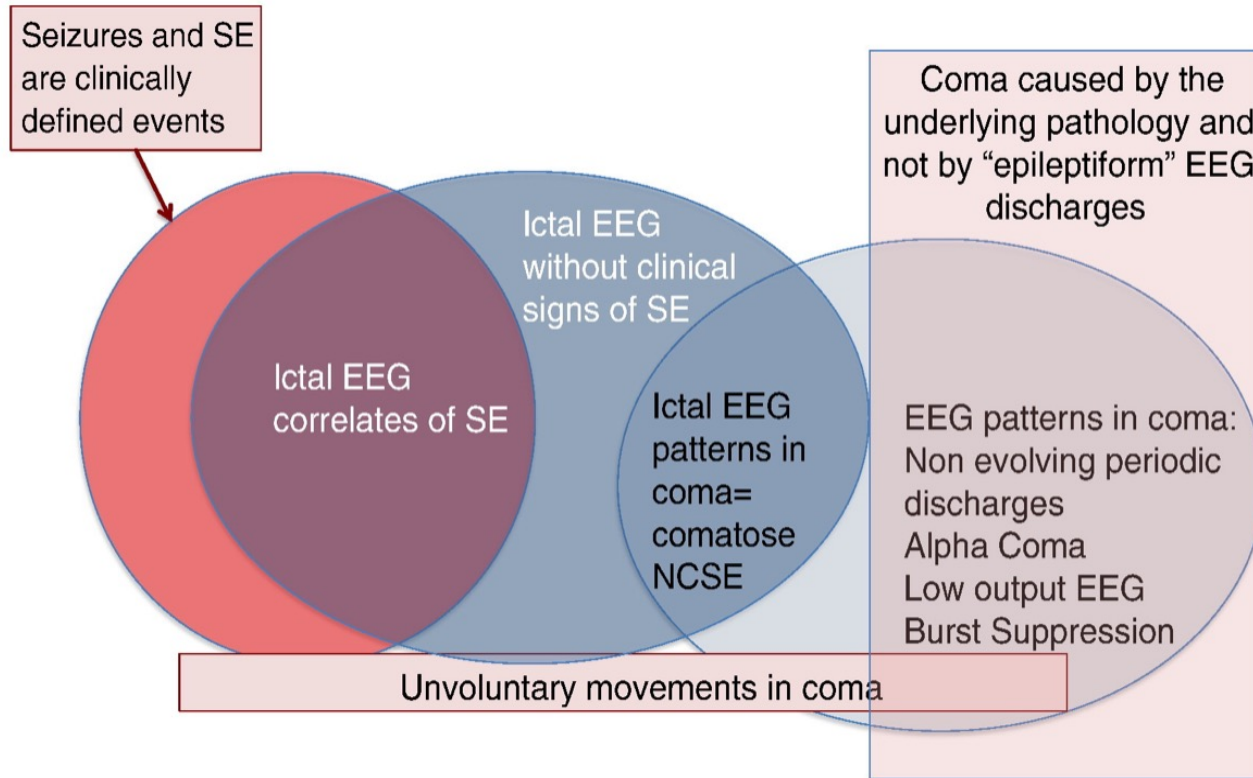 Seizures and SE
are clinically
defined events
Coma caused by the
underlying pathology and
not by “epileptiform” EEG
discharges
Ictal EEG
without clinical
signs of SE
Ictal EEG
correlates of SE
Ictal EEG
patterns in
coma=
comatose
NCSE
EEG patterns in coma:
Non evolving periodic
discharges
Alpha Coma
Low output EEG
Burst Suppression
Unvoluntary movements in coma